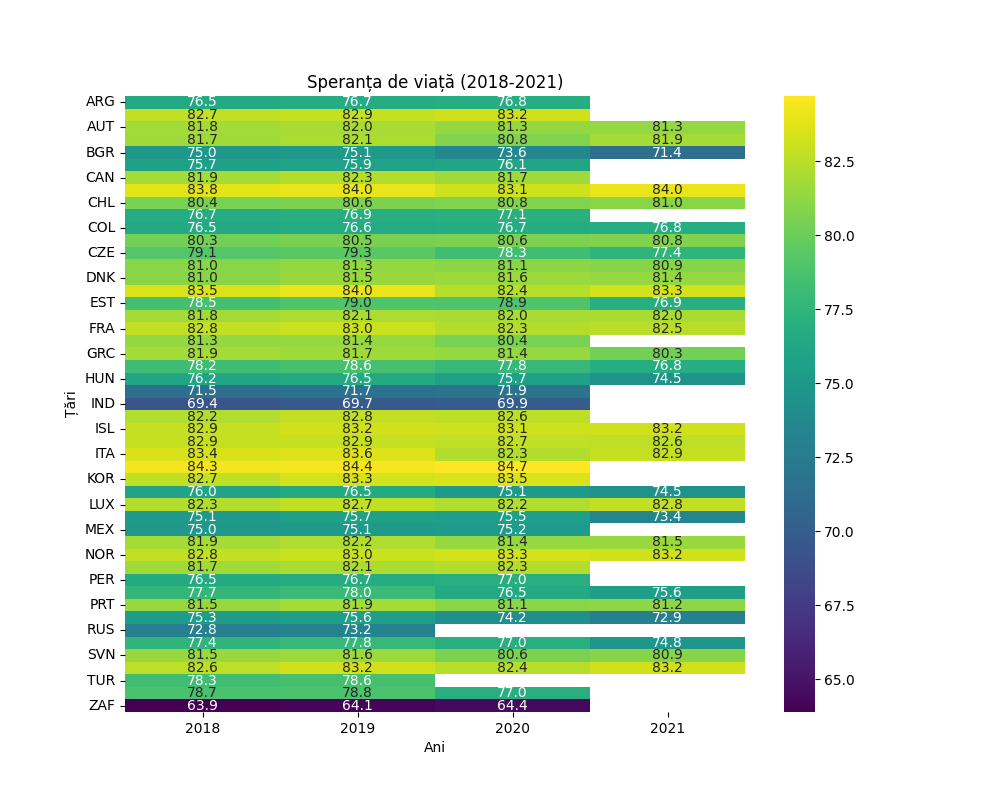 Speranța de viață (2018-2021)
ARG 76.5 76.7 76.8
82.7 82.9 83.2
AUT 81.8 82.0 81.3 81.3
81.7 82.1 80.8 81.9
BGR 75.0 75.1 73.6 71.4
75.7 75.9 76.1
CAN 81.9 82.3 81.7
83.8 84.0 83.1 84.0
CHL 80.4 80.6 80.8 81.0
76.7 76.9 77.1
COL 76.5 76.6 76.7 76.8
80.3 80.5 80.6 80.8
CZE 79.1 79.3 78.3 77.4
81.0 81.3 81.1 80.9
DNK 81.0 81.5 81.6 81.4
83.5 84.0 82.4 83.3
EST 78.5 79.0 78.9 76.9
81.8 82.1 82.0 82.0
FRA 82.8 83.0 82.3 82.5
81.3 81.4 80.4
GRC 81.9 81.7 81.4 80.3
78.2 78.6 77.8 76.8
HUN 76.2 76.5 75.7 74.5
71.5 71.7 71.9
IND 69.4 69.7 69.9
82.2 82.8 82.6
ISL 82.9 83.2 83.1 83.2
82.9 82.9 82.7 82.6
ITA 83.4 83.6 82.3 82.9
84.3 84.4 84.7
KOR 82.7 83.3 83.5
76.0 76.5 75.1 74.5
LUX 82.3 82.7 82.2 82.8
75.1 75.7 75.5 73.4
MEX 75.0 75.1 75.2
81.9 82.2 81.4 81.5
NOR 82.8 83.0 83.3 83.2
81.7 82.1 82.3
PER 76.5 76.7 77.0
77.7 78.0 76.5 75.6
PRT 81.5 81.9 81.1 81.2
75.3 75.6 74.2 72.9
RUS 72.8 73.2
77.4 77.8 77.0 74.8
SVN 81.5 81.6 80.6 80.9
82.6 83.2 82.4 83.2
TUR 78.3 78.6
78.7 78.8 77.0
ZAF 63.9 64.1 64.4
2018 2019 2020 2021
Ani
Țări
82.5
80.0
77.5
75.0
72.5
70.0
67.5
65.0